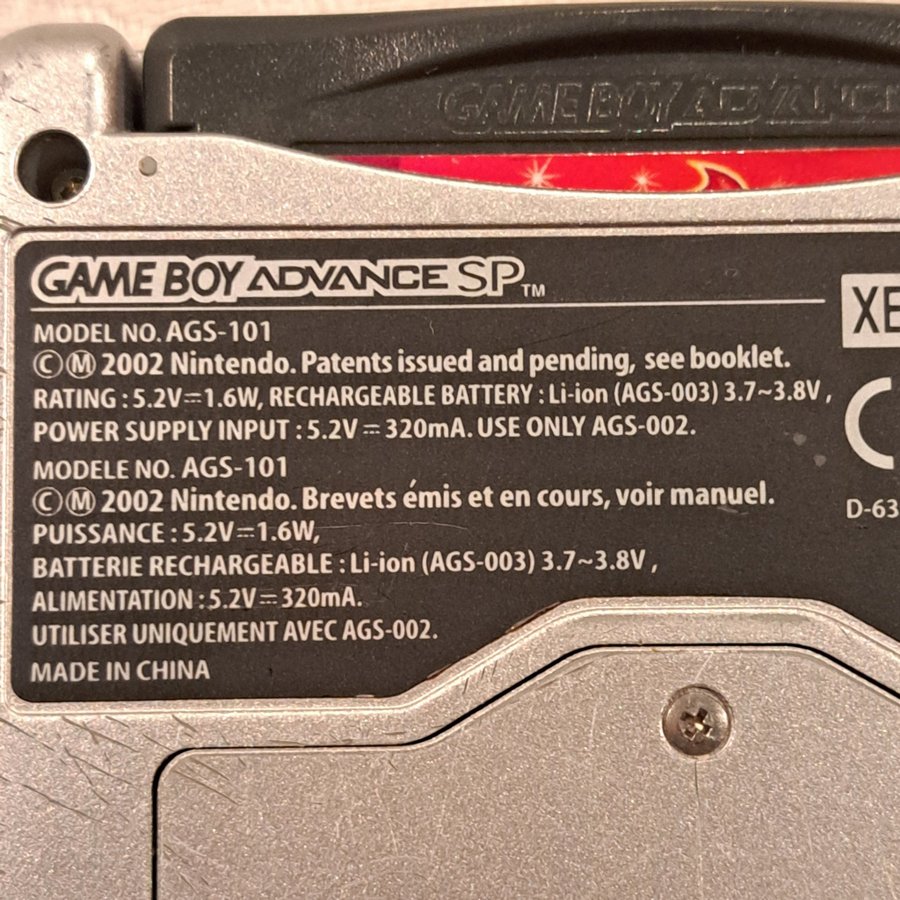 GAME BOY ADVANCE
GAME BOY ADVANCE SP™
MODEL NO. AGS-101
Ⓒ Ⓜ 2002 Nintendo. Patents issued and pending, see booklet.
RATING : 5.2V⎓1.6W, RECHARGEABLE BATTERY : Li-ion (AGS-003) 3.7~3.8V ,
POWER SUPPLY INPUT : 5.2V⎓320mA. USE ONLY AGS-002.
MODELE NO. AGS-101
Ⓒ Ⓜ 2002 Nintendo. Brevets émis et en cours, voir manuel.
PUISSANCE : 5.2V⎓1.6W,
BATTERIE RECHARGEABLE : Li-ion (AGS-003) 3.7~3.8V ,
ALIMENTATION : 5.2V⎓320mA.
UTILISER UNIQUEMENT AVEC AGS-002.
MADE IN CHINA